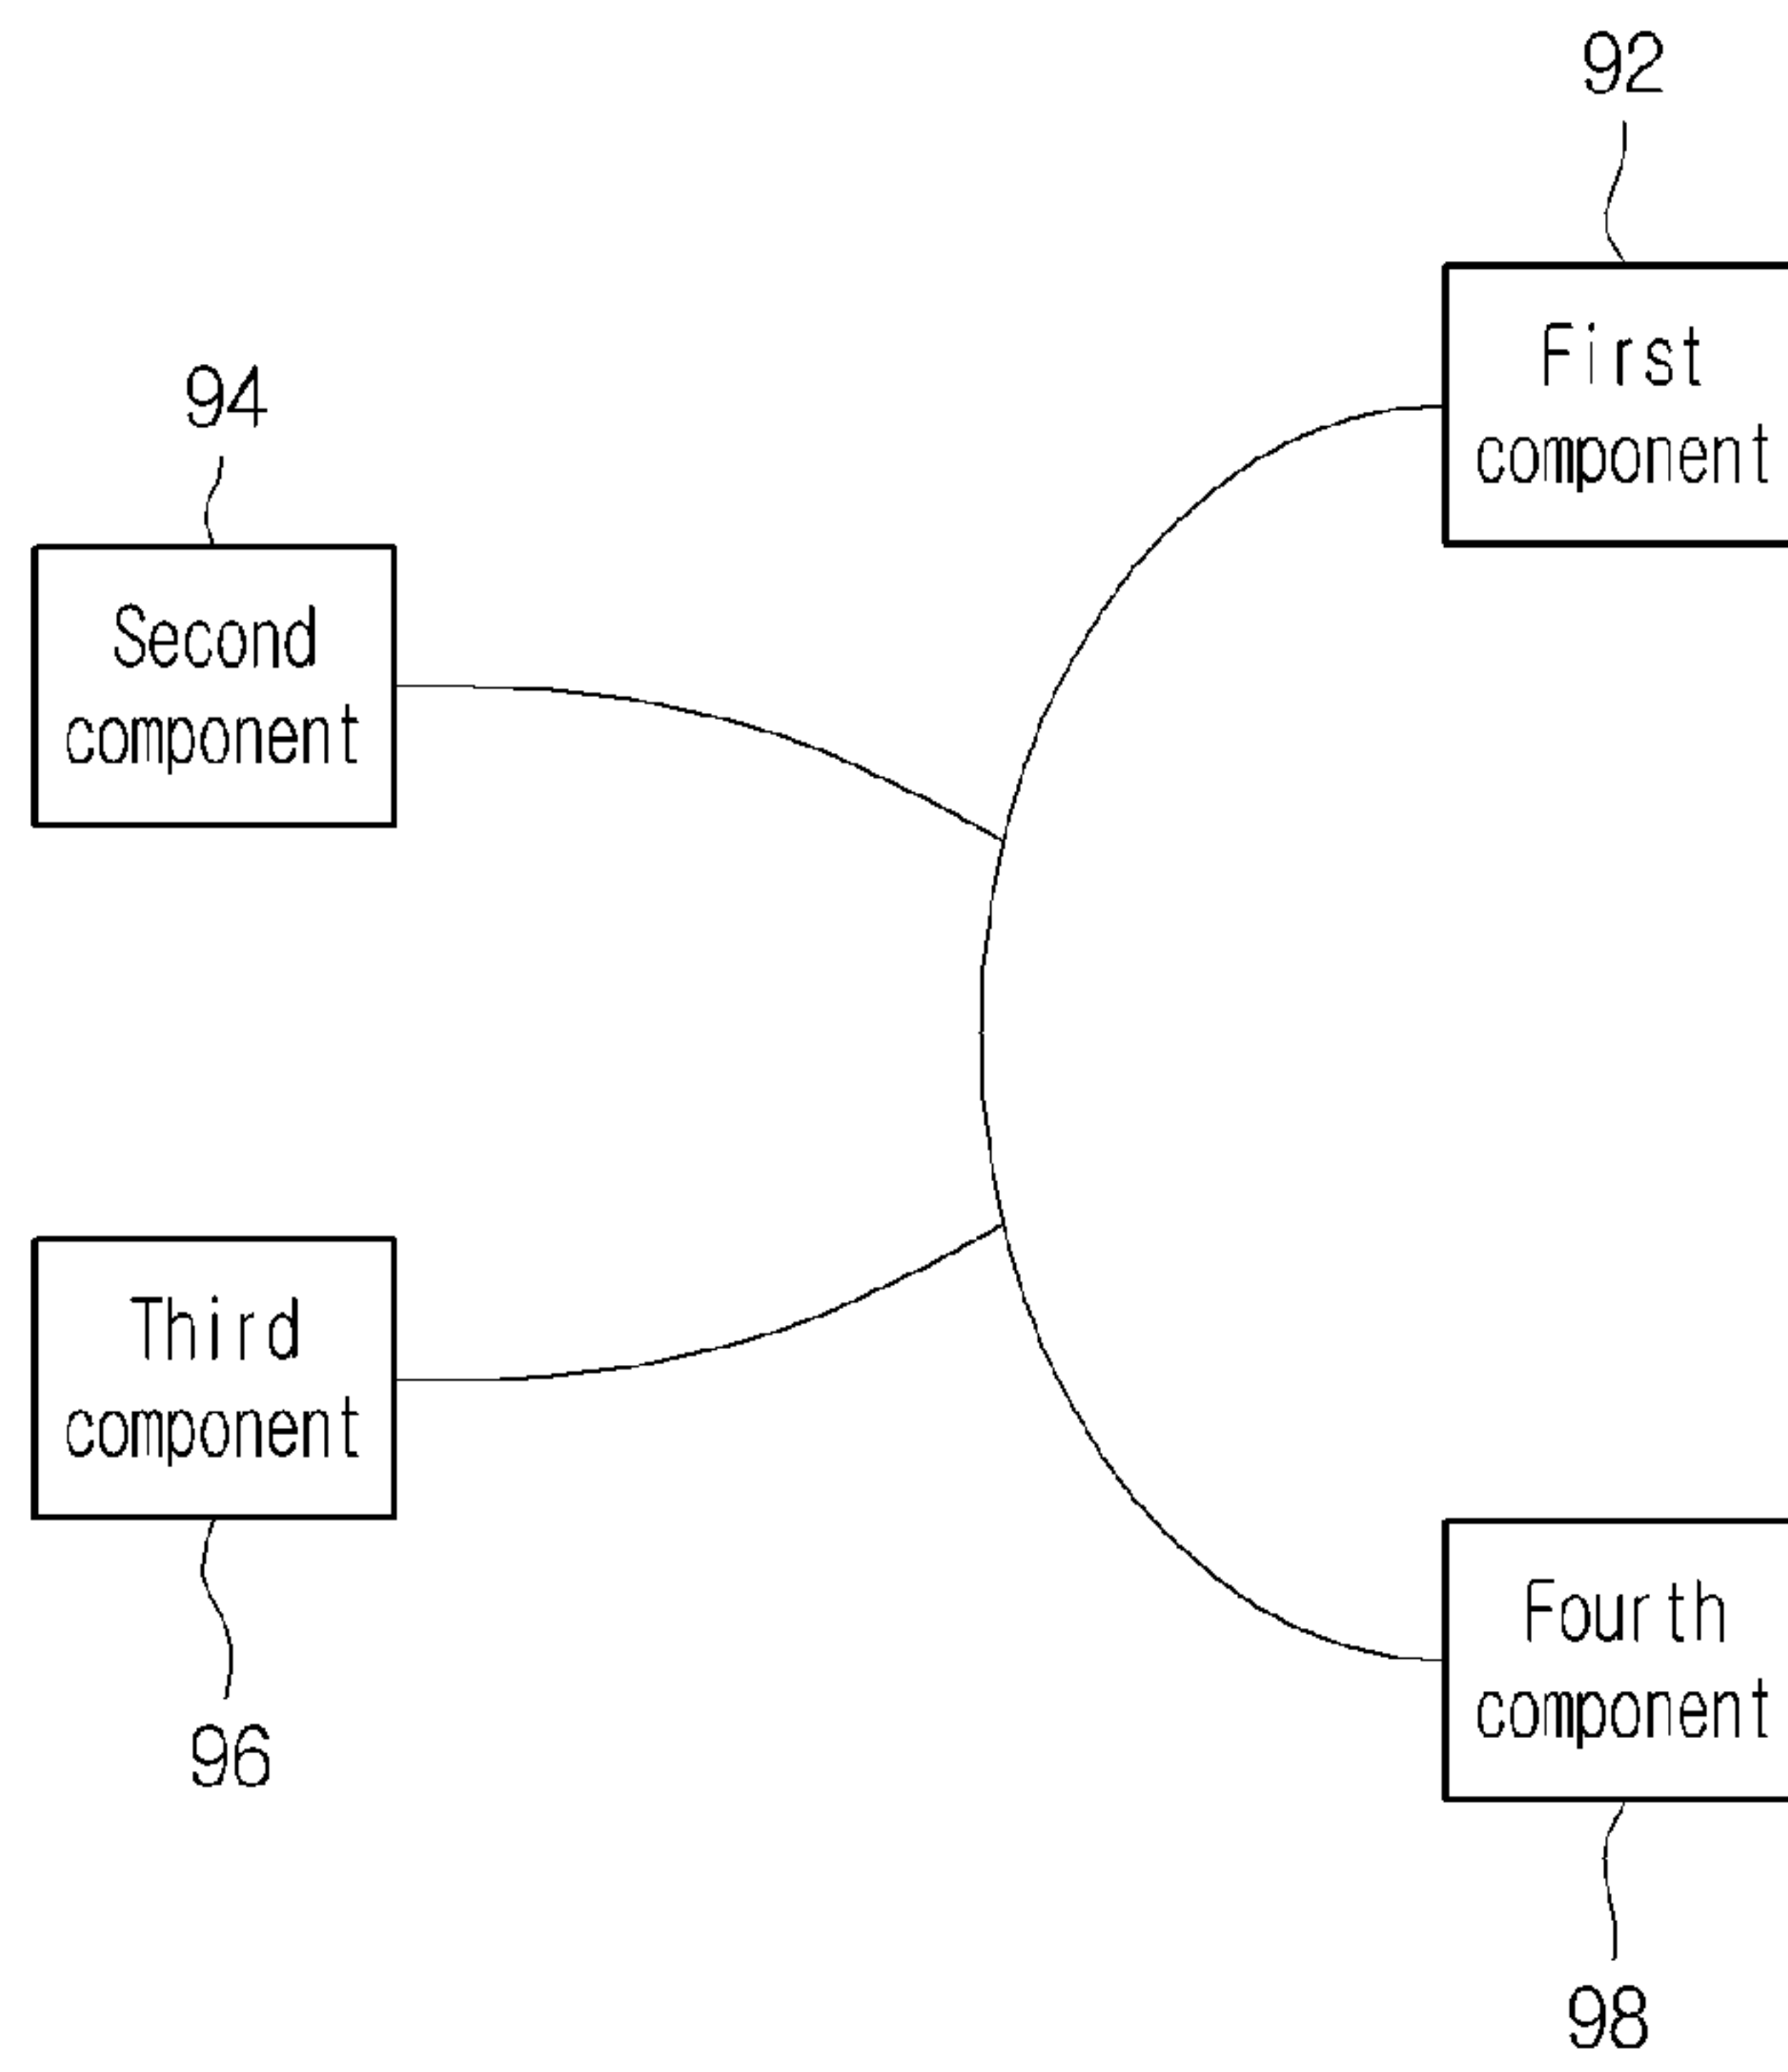 92
First
component
94
Second
component
Third
component
96
Fourth
component
98